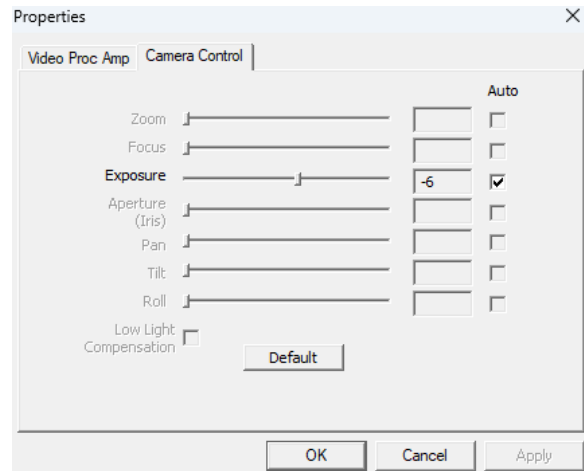 Properties
Video Proc Amp
Camera Control
Auto
Zoom
Focus
Exposure
-6
Aperture
(Iris)
Pan
Tilt
Roll
Low Light
Compensation
Default
OK
Cancel
Apply